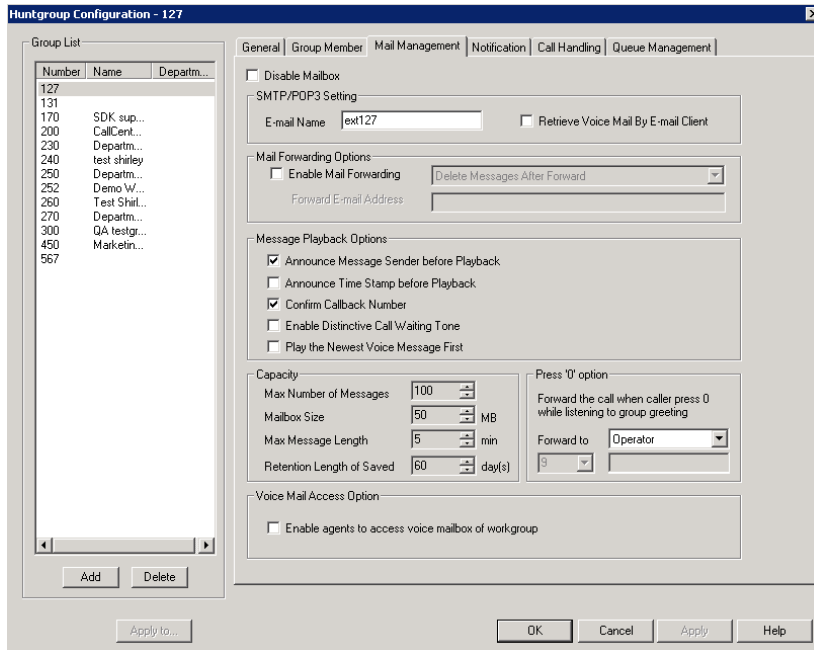 Huntgroup Configuration - 127
Group List
Number Name Departm...
127
131
170 SDK sup...
200 CallCent...
230 Departm...
240 test shirley
250 Departm...
252 Demo W...
260 Test Shirl...
270 Departm...
300 QA testgr...
450 Marketin...
567
Add Delete
Apply to...
General Group Member Mail Management Notification Call Handling Queue Management
Disable Mailbox
SMTP/POP3 Setting
E-mail Name ext127 Retrieve Voice Mail By E-mail Client
Mail Forwarding Options
Enable Mail Forwarding Delete Messages After Forward
Forward E-mail Address
Message Playback Options
Announce Message Sender before Playback
Announce Time Stamp before Playback
Confirm Callback Number
Enable Distinctive Call Waiting Tone
Play the Newest Voice Message First
Capacity
Max Number of Messages 100
Mailbox Size 50 MB
Max Message Length 5 min
Retention Length of Saved 60 day(s)
Press '0' option
Forward the call when caller press 0
while listening to group greeting
Forward to Operator
9
Voice Mail Access Option
Enable agents to access voice mailbox of workgroup
OK Cancel Apply Help